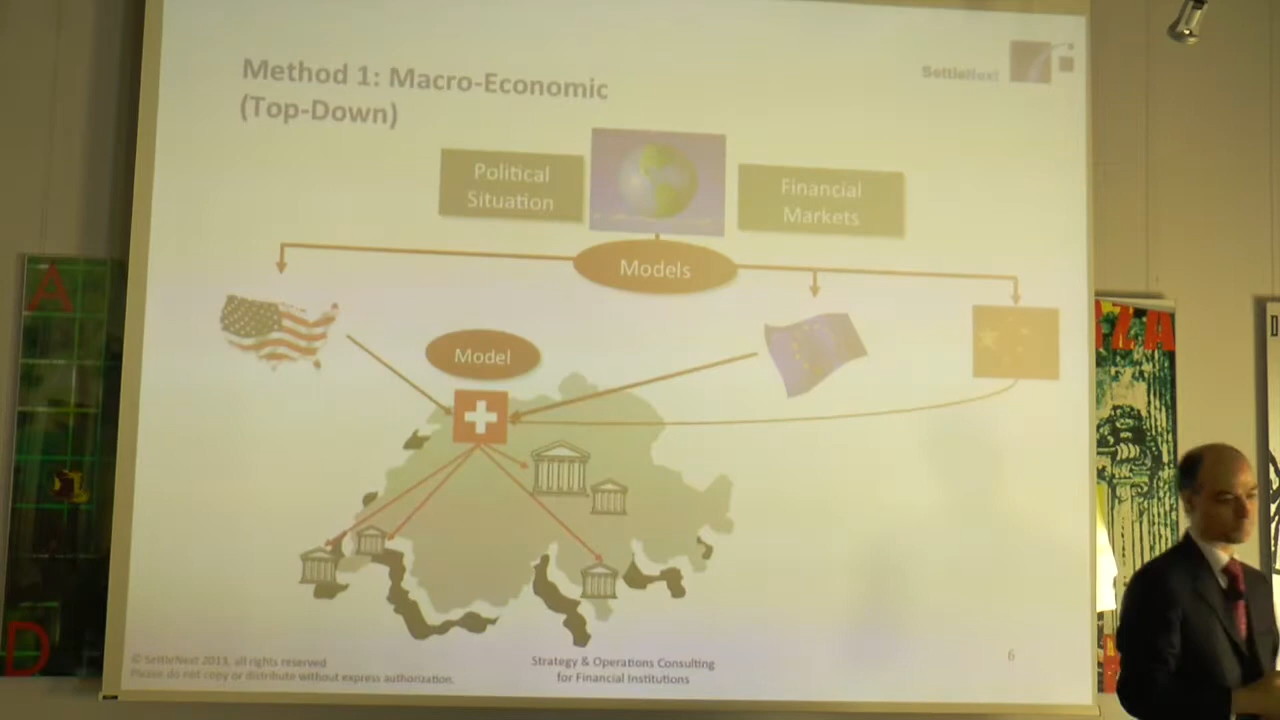 Method 1: Macro-Economic
(Top-Down)
SettleNext
Political
Situation
Financial
Markets
Models
Model
© SettleNext 2013, all rights reserved
Please do not copy or distribute without express authorization.
Strategy & Operations Consulting
for Financial Institutions
6
A
D